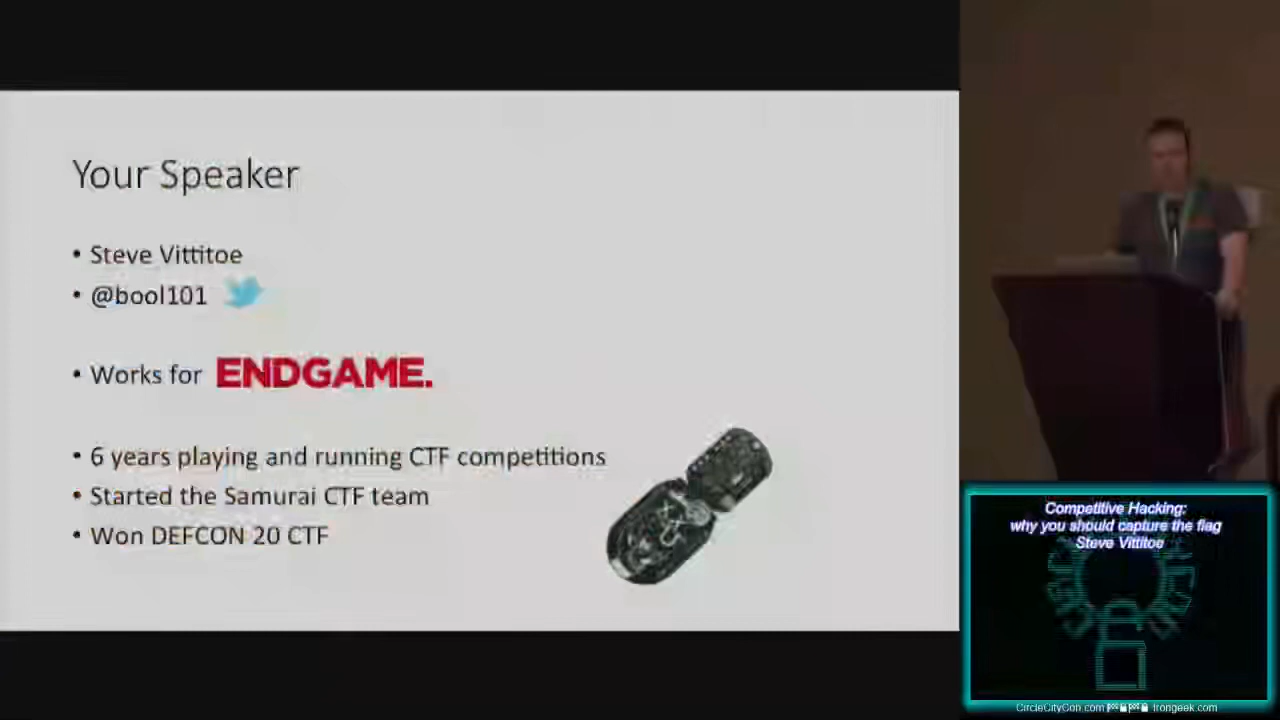 Your Speaker
• Steve Vittitoe
• @bool101
• Works for ENDGAME.
• 6 years playing and running CTF competitions
• Started the Samurai CTF team
• Won DEFCON 20 CTF
Competitive Hacking:
why you should capture the flag
Steve Vittitoe
CircleCityCon.com
Irongeek.com